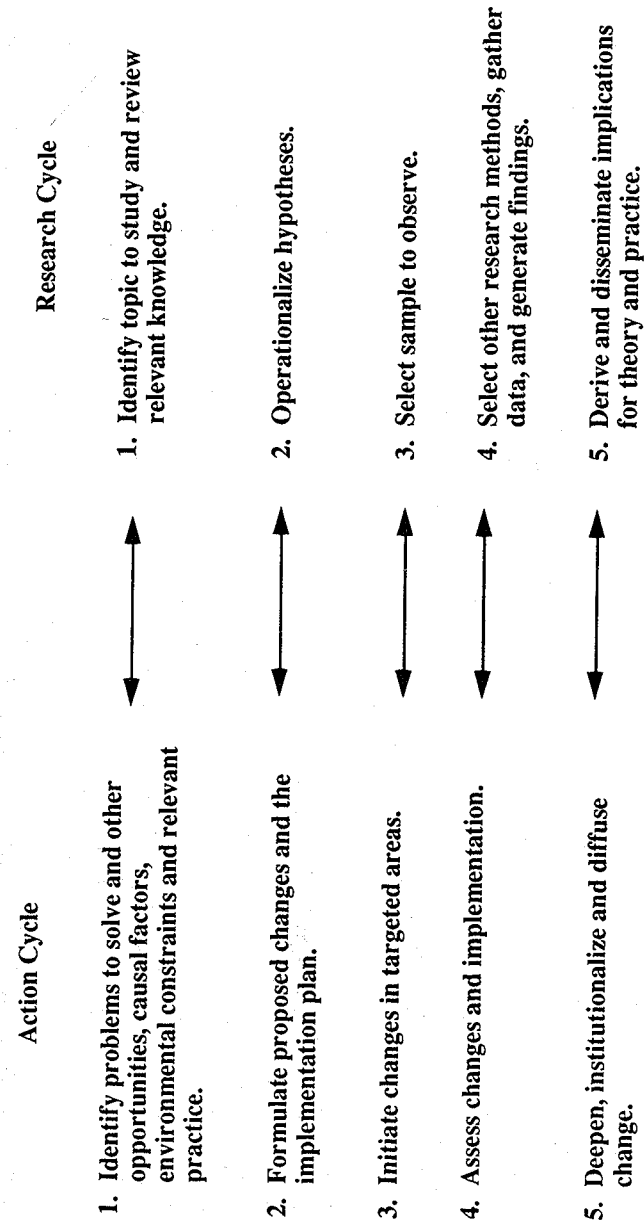 Action Cycle
1. Identify problems to solve and other
opportunities, causal factors,
environmental constraints and relevant
practice.
2. Formulate proposed changes and the
implementation plan.
3. Initiate changes in targeted areas.
4. Assess changes and implementation.
5. Deepen, institutionalize and diffuse
change.
Research Cycle
1. Identify topic to study and review
relevant knowledge.
2. Operationalize hypotheses.
3. Select sample to observe.
4. Select other research methods, gather
data, and generate findings.
5. Derive and disseminate implications
for theory and practice.